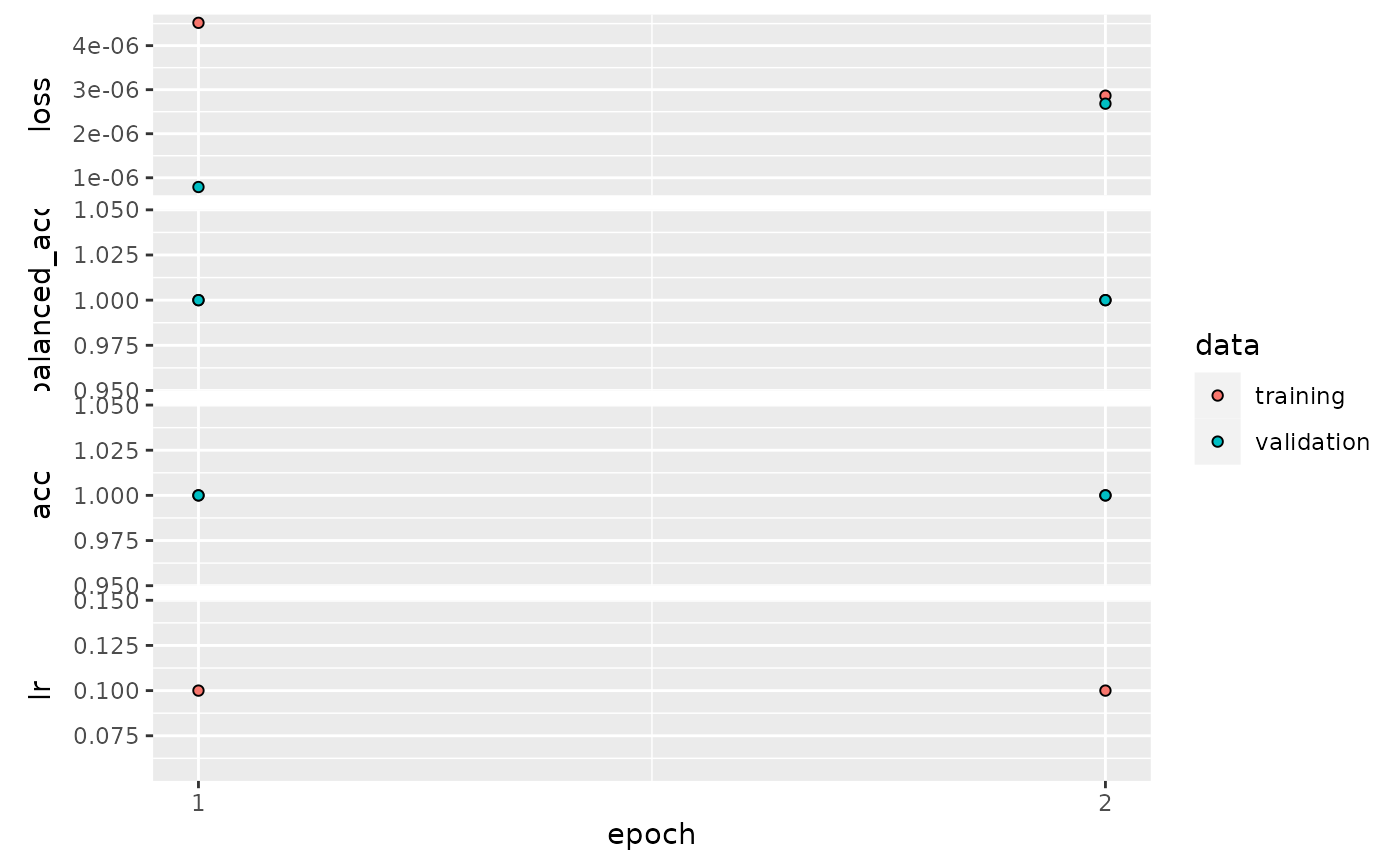 loss
4e-06
3e-06
2e-06
1e-06
balanced_acc
1.050
1.025
1.000
0.975
0.950
acc
1.050
1.025
1.000
0.975
0.950
lr
0.150
0.125
0.100
0.075
1
2
epoch
data
training
validation